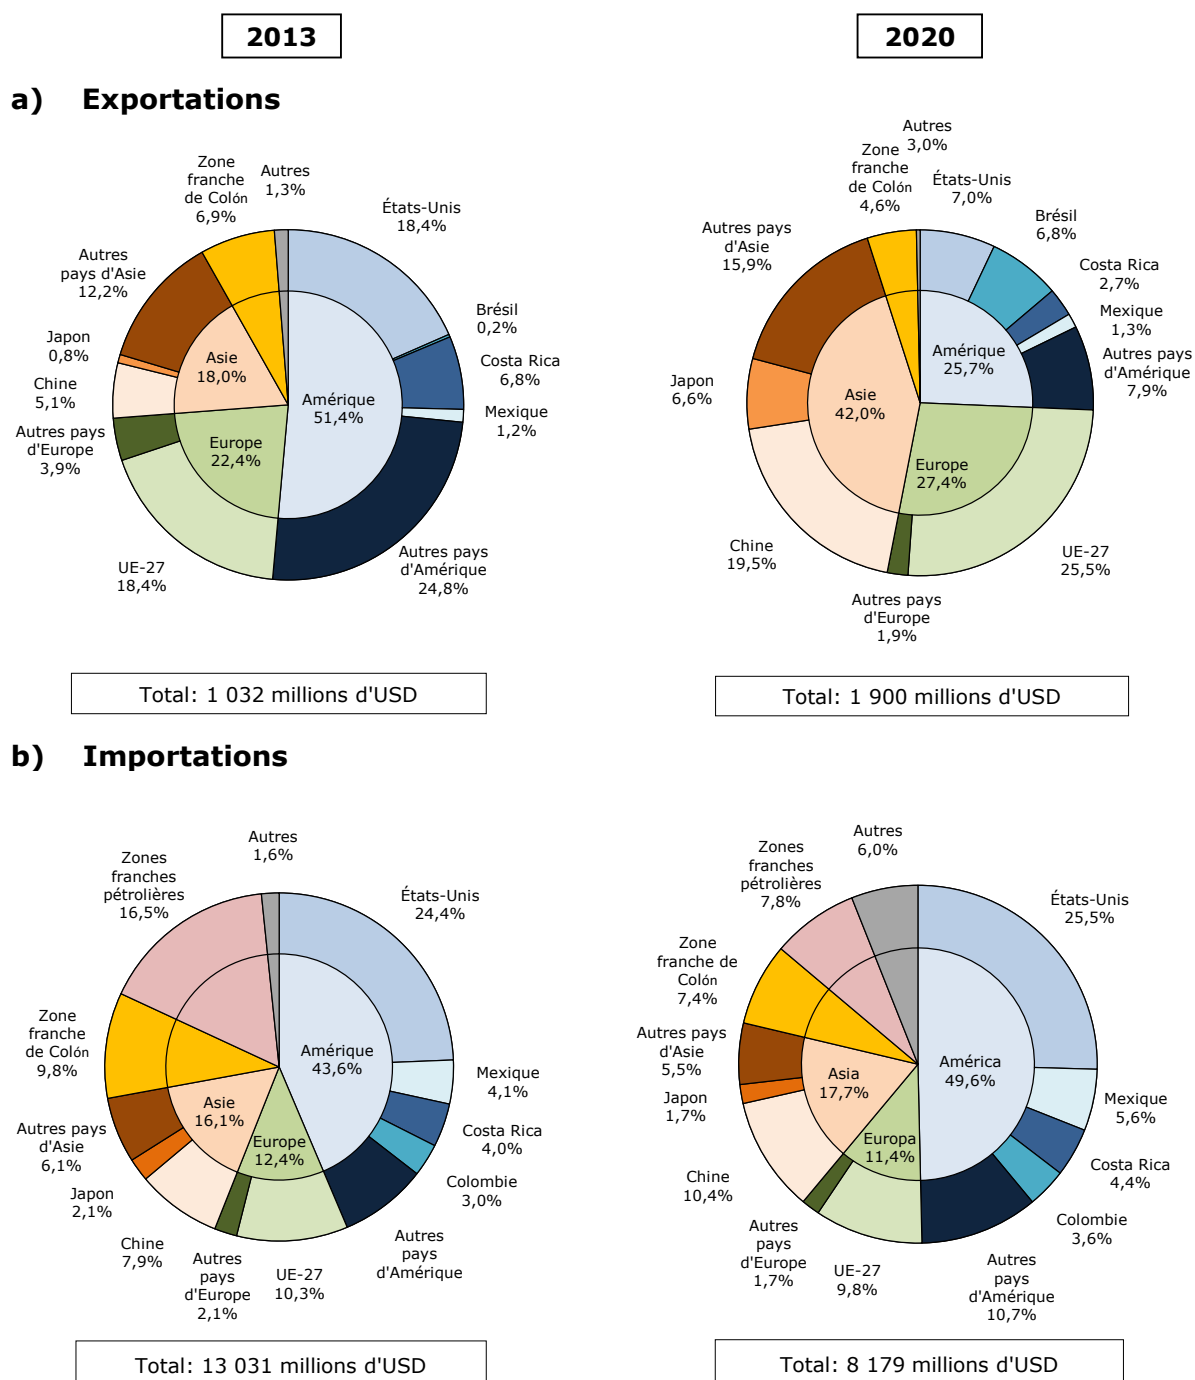 2013
2020
a) Exportations
Zone
franche
de Colón
6,9%
Autres
1,3%
États-Unis
18,4%
Brésil
0,2%
Costa Rica
6,8%
Mexique
1,2%
Autres pays
d'Amérique
24,8%
UE-27
18,4%
Autres pays
d'Europe
3,9%
Chine
5,1%
Japon
0,8%
Autres
pays d'Asie
12,2%
Asie
18,0%
Amérique
51,4%
Europe
22,4%
Total: 1 032 millions d'USD
Autres
3,0%
Zone
franche
de Colón
4,6%
États-Unis
7,0%
Brésil
6,8%
Costa Rica
2,7%
Mexique
1,3%
Autres pays
d'Amérique
7,9%
UE-27
25,5%
Autres pays
d'Europe
1,9%
Chine
19,5%
Japon
6,6%
Autres pays
d'Asie
15,9%
Amérique
25,7%
Asie
42,0%
Europe
27,4%
Total: 1 900 millions d'USD
b) Importations
Autres
1,6%
Zones
franches
pétrolières
16,5%
États-Unis
24,4%
Mexique
4,1%
Costa Rica
4,0%
Colombie
3,0%
Autres
pays
d'Amérique
UE-27
10,3%
Autres
pays
d'Europe
2,1%
Chine
7,9%
Japon
2,1%
Autres pays
d'Asie
6,1%
Zone
franche
de Colón
9,8%
Amérique
43,6%
Asie
16,1%
Europe
12,4%
Total: 13 031 millions d'USD
Autres
6,0%
Zones
franches
pétrolières
7,8%
États-Unis
25,5%
Mexique
5,6%
Costa Rica
4,4%
Colombie
3,6%
Autres
pays
d'Amérique
10,7%
UE-27
9,8%
Autres
pays
d'Europe
1,7%
Chine
10,4%
Japon
1,7%
Autres pays
d'Asie
5,5%
Zone
franche de
Colón
7,4%
América
49,6%
Asia
17,7%
Europa
11,4%
Total: 8 179 millions d'USD